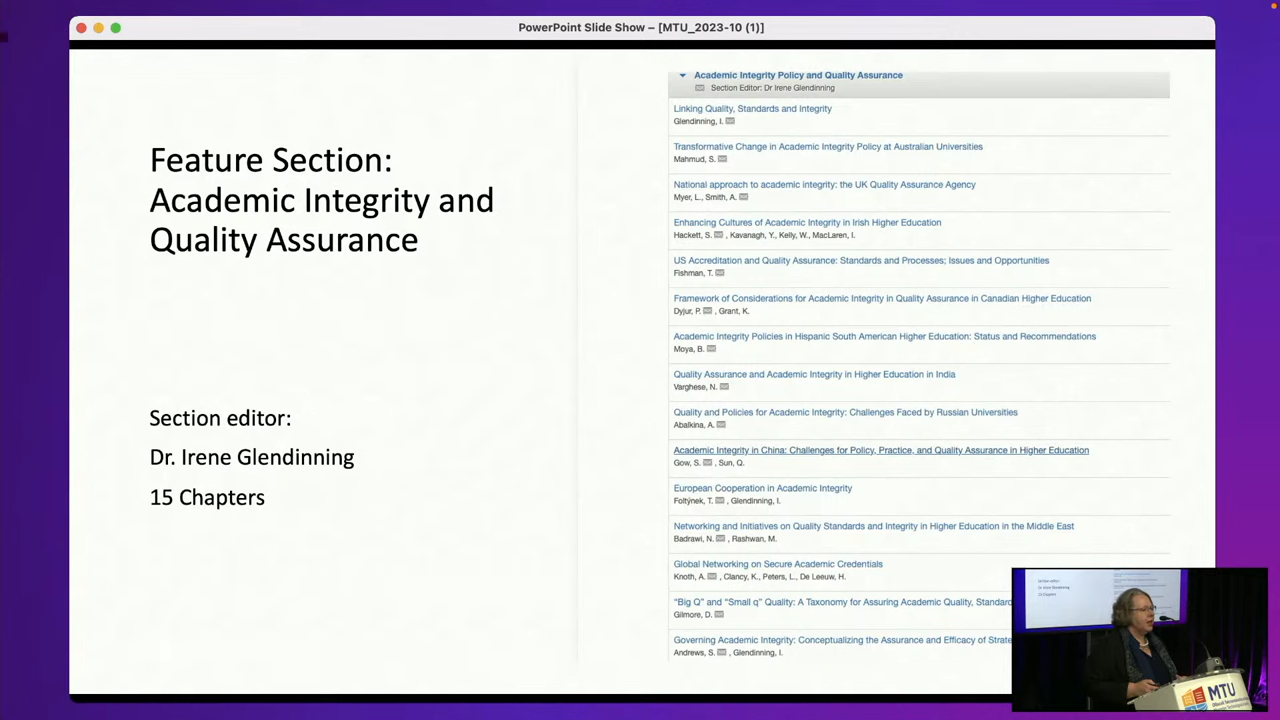 PowerPoint Slide Show – [MTU_2023-10 (1)]
Feature Section:
Academic Integrity and
Quality Assurance
Section editor:
Dr. Irene Glendinning
15 Chapters
Academic Integrity Policy and Quality Assurance
Section Editor: Dr Irene Glendinning
Linking Quality, Standards and Integrity
Glendinning, I.
Transformative Change in Academic Integrity Policy at Australian Universities
Mahmud, S.
National approach to academic integrity: the UK Quality Assurance Agency
Myer, L., Smith, A.
Enhancing Cultures of Academic Integrity in Irish Higher Education
Hackett, S. , Kavanagh, Y., Kelly, W., MacLaren, I.
US Accreditation and Quality Assurance: Standards and Processes; Issues and Opportunities
Fishman, T.
Framework of Considerations for Academic Integrity in Quality Assurance in Canadian Higher Education
Dyjur, P. , Grant, K.
Academic Integrity Policies in Hispanic South American Higher Education: Status and Recommendations
Moya, B.
Quality Assurance and Academic Integrity in Higher Education in India
Varghese, N.
Quality and Policies for Academic Integrity: Challenges Faced by Russian Universities
Abalkina, A.
Academic Integrity in China: Challenges for Policy, Practice, and Quality Assurance in Higher Education
Gow, S. , Sun, Q.
European Cooperation in Academic Integrity
Foltýnek, T. , Glendinning, I.
Networking and Initiatives on Quality Standards and Integrity in Higher Education in the Middle East
Badrawi, N. , Rashwan, M.
Global Networking on Secure Academic Credentials
Knoth, A. , Clancy, K., Peters, L., De Leeuw, H.
“Big Q” and “Small q” Quality: A Taxonomy for Assuring Academic Quality, Standard
Gilmore, D.
Governing Academic Integrity: Conceptualizing the Assurance and Efficacy of Strate
Andrews, S. , Glendinning, I.
MTU